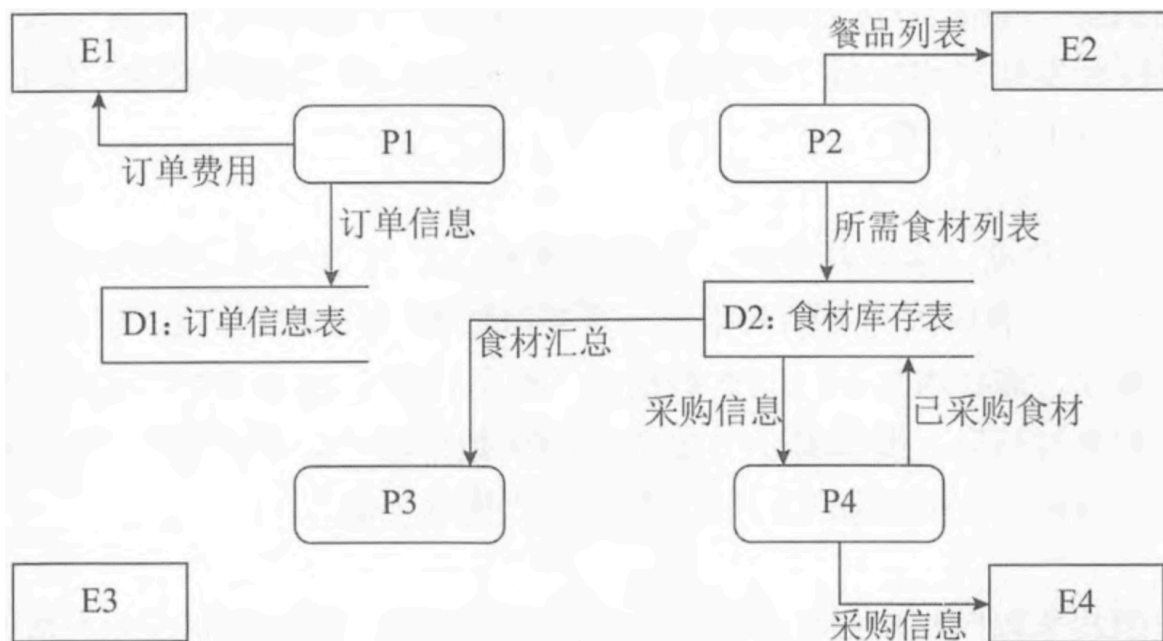 E1
餐品列表
E2
P1
P2
订单费用
订单信息
所需食材列表
D1: 订单信息表
D2: 食材库存表
食材汇总
采购信息
已采购食材
P3
P4
E3
E4
采购信息